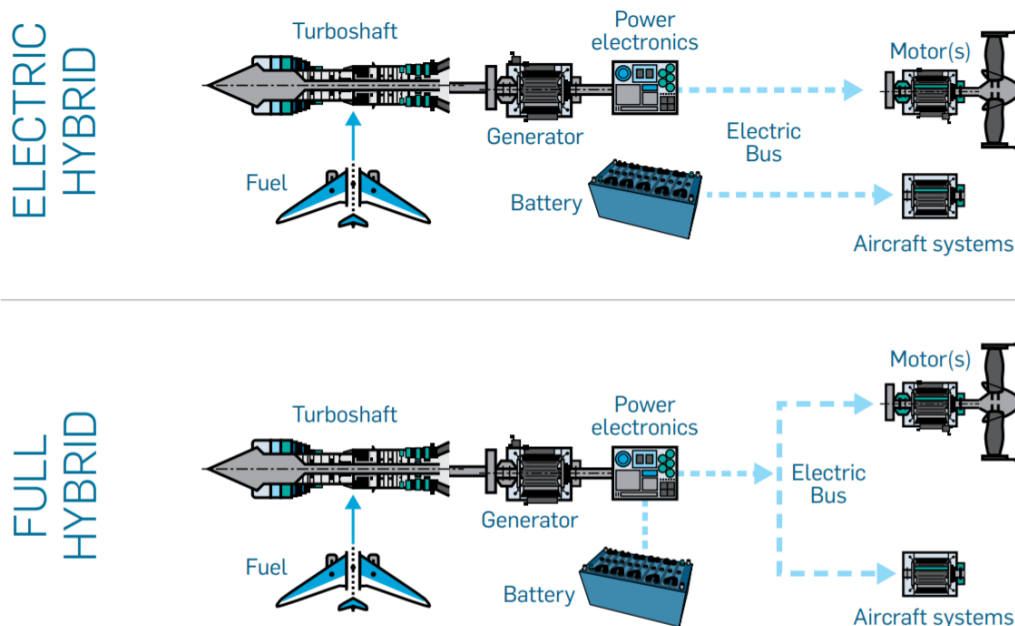 ELECTRIC
HYBRID
Turboshaft
Power
electronics
Motor(s)
Generator
Electric
Bus
Fuel
Battery
Aircraft systems
FULL
HYBRID
Turboshaft
Power
electronics
Motor(s)
Generator
Electric
Bus
Fuel
Battery
Aircraft systems